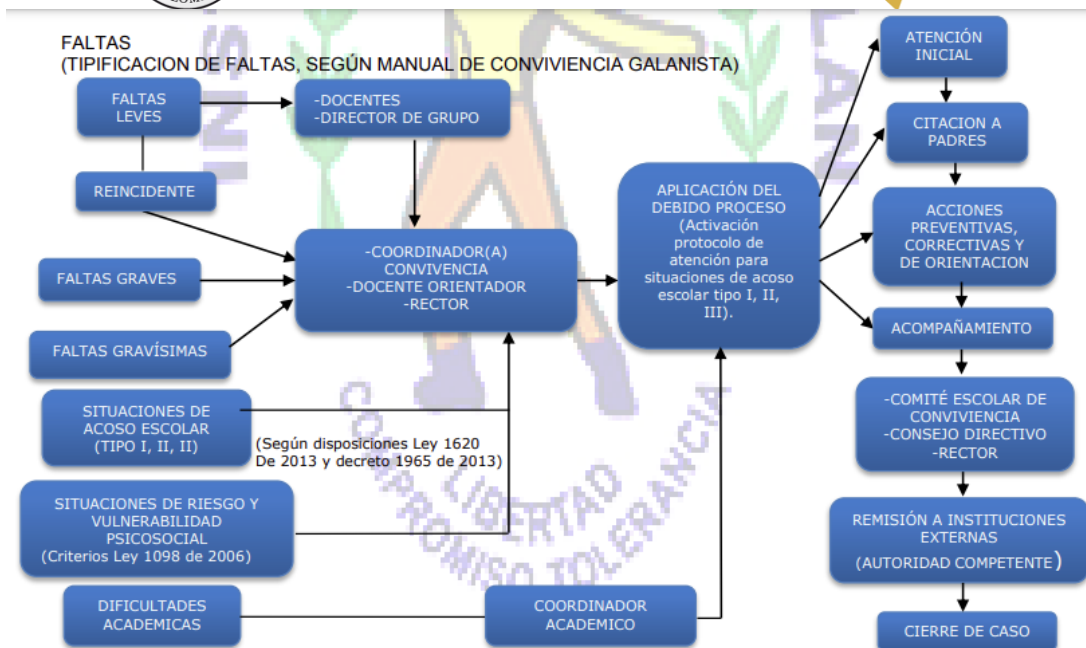 FALTAS
(TIPIFICACION DE FALTAS, SEGÚN MANUAL DE CONVIVIENCIA GALANISTA)
FALTAS
LEVES
-DOCENTES
-DIRECTOR DE GRUPO
REINCIDENTE
-COORDINADOR(A)
CONVIVENCIA
-DOCENTE ORIENTADOR
-RECTOR
FALTAS GRAVES
FALTAS GRAVÍSIMAS
SITUACIONES DE
ACOSO ESCOLAR
(TIPO I, II, II)
(Según disposiciones Ley 1620
De 2013 y decreto 1965 de 2013)
SITUACIONES DE RIESGO Y
VULNERABILIDAD
PSICOSOCIAL
(Criterios Ley 1098 de 2006)
DIFICULTADES
ACADEMICAS
COORDINADOR
ACADEMICO
APLICACIÓN DEL
DEBIDO PROCESO
(Activación
protocolo de
atención para
situaciones de acoso
escolar tipo I, II,
III).
ATENCIÓN
INICIAL
CITACION A
PADRES
ACCIONES
PREVENTIVAS,
CORRECTIVAS Y
DE ORIENTACION
ACOMPAÑAMIENTO
-COMITÉ ESCOLAR DE
CONVIVIENCIA
-CONSEJO DIRECTIVO
-RECTOR
REMISIÓN A INSTITUCIONES
EXTERNAS
(AUTORIDAD COMPETENTE)
CIERRE DE CASO
COMPROMISO TOLERANCIA
LIBERTAD